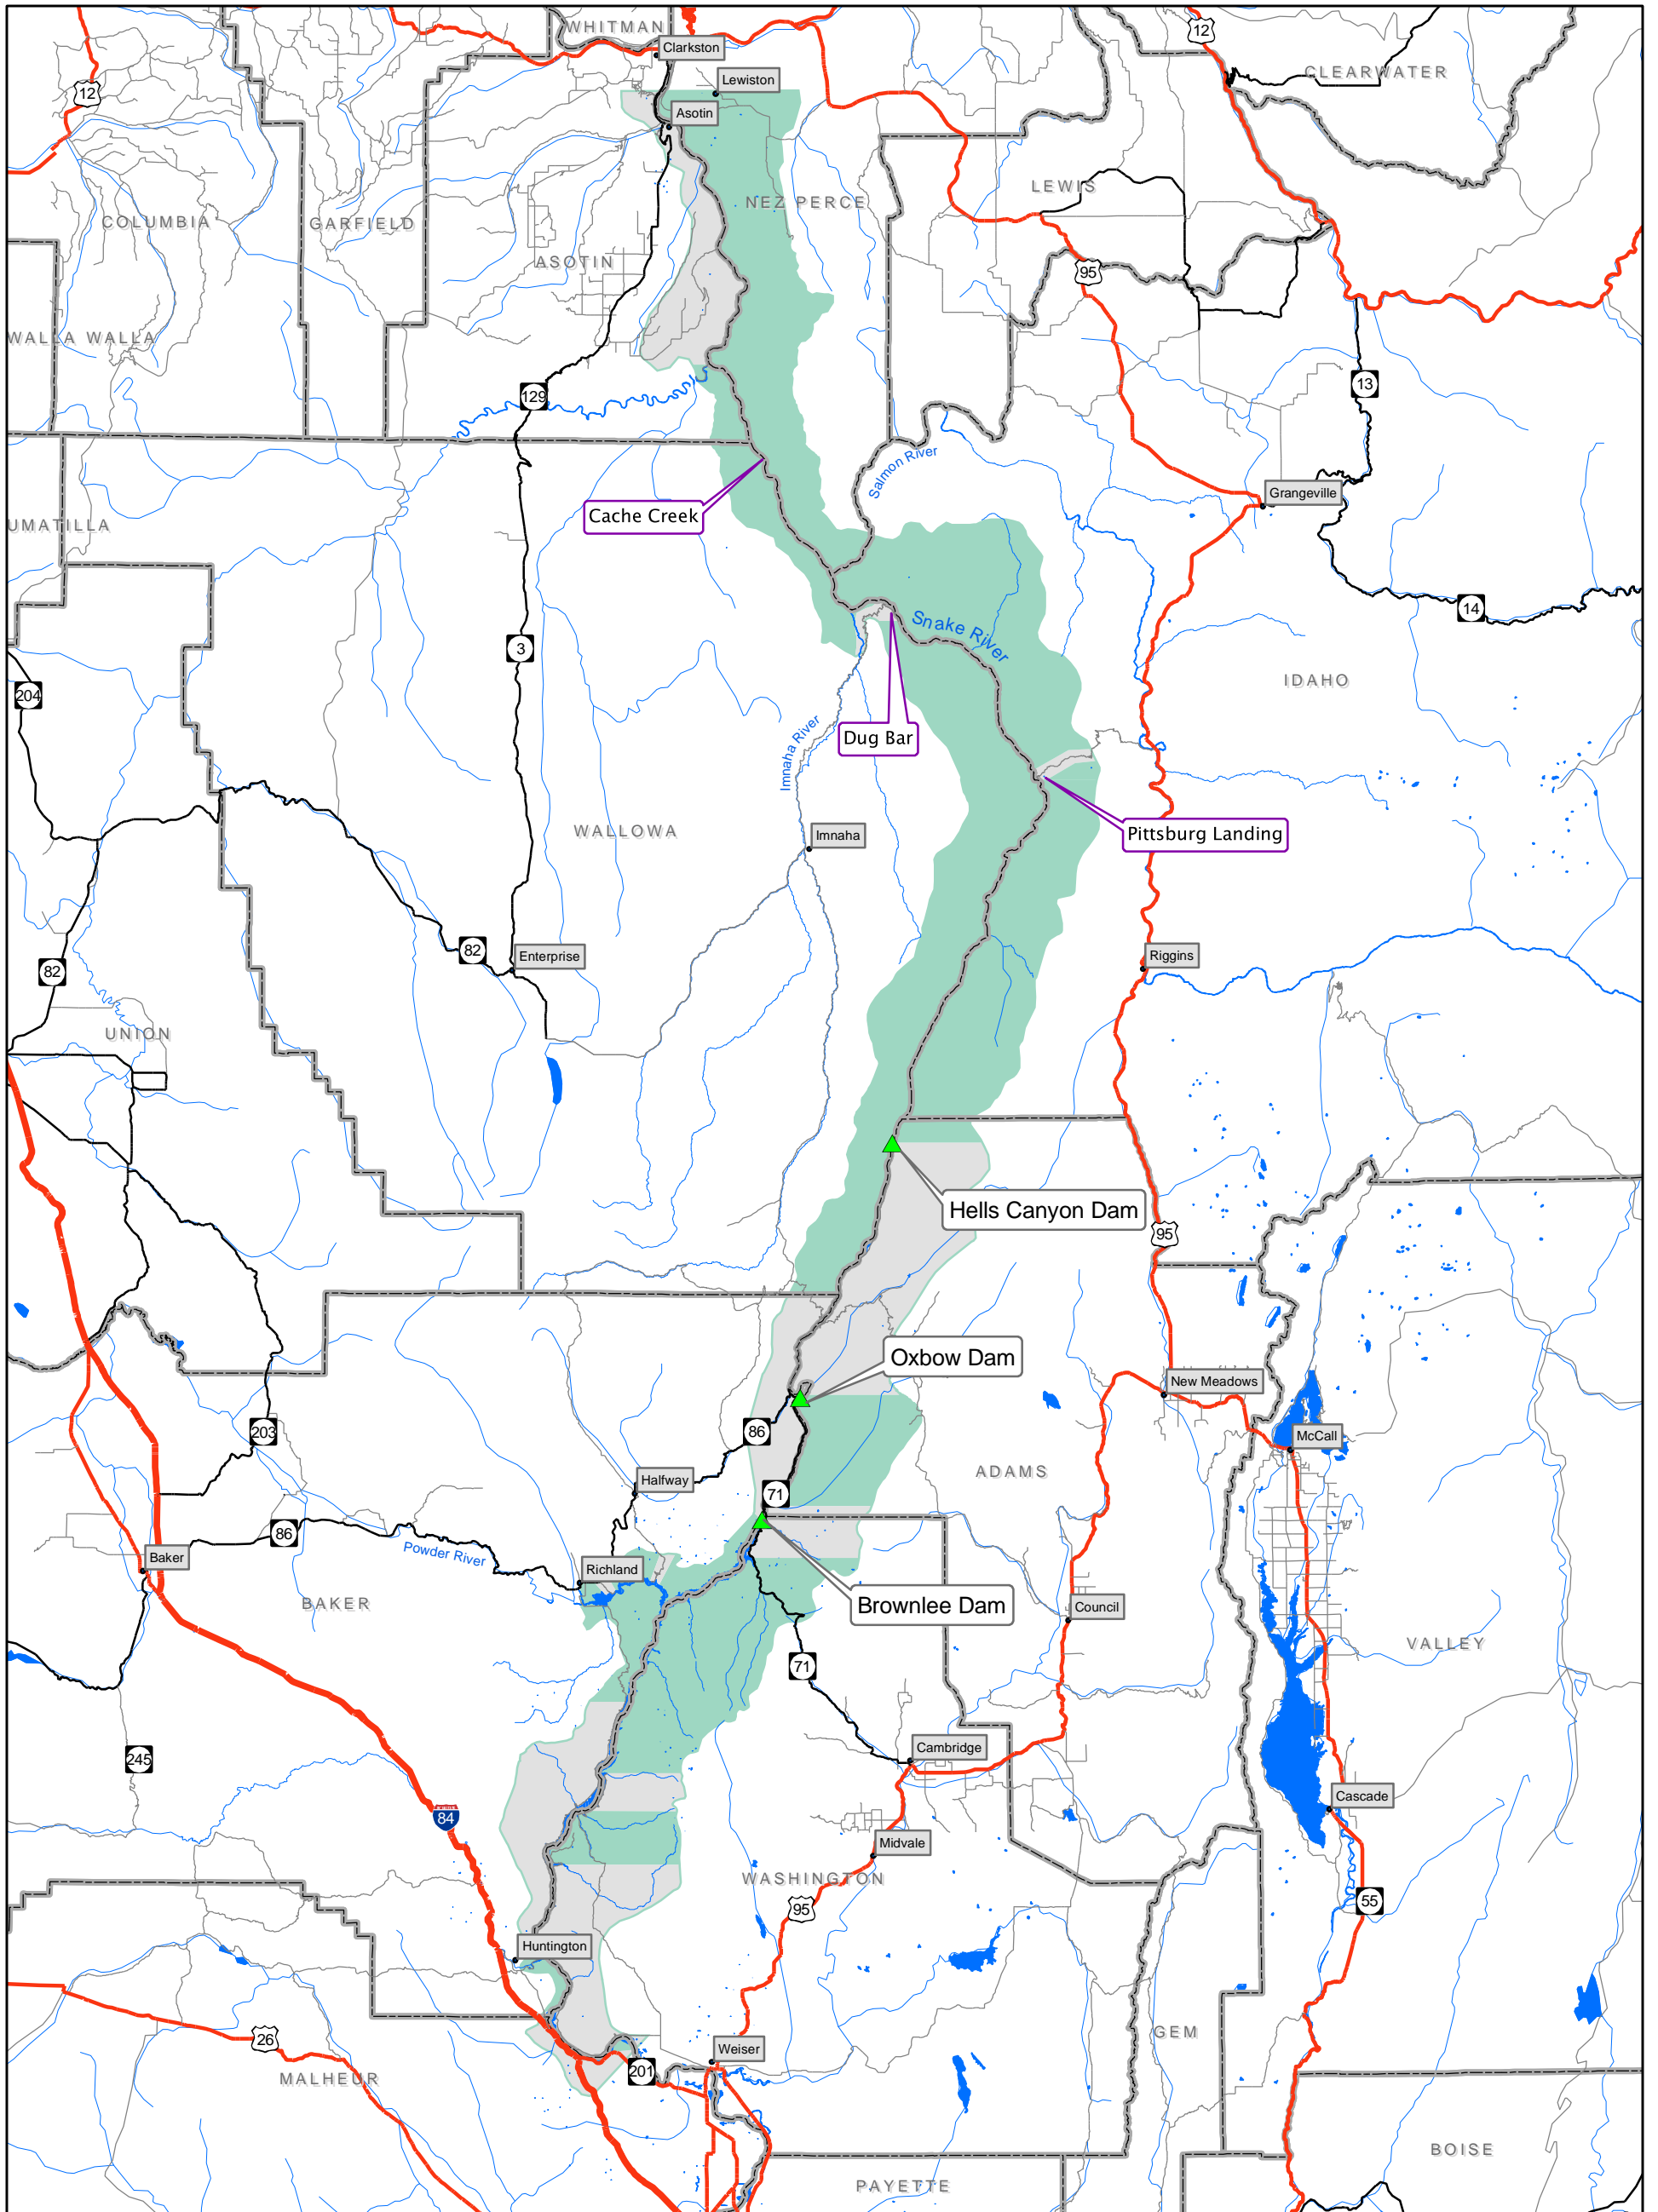 WHITMAN
12
Clarkston
CLEARWATER
Lewiston
12
Asotin
LEWIS
NEZ PERCE
COLUMBIA
GARFIELD
ASOTIN
95
WALLA WALLA
13
129
Salmon River
Grangeville
Cache Creek
UMATILLA
14
Snake River
3
IDAHO
204
Dug Bar
Imnaha River
WALLOWA
Imnaha
Pittsburg Landing
82
Enterprise
Riggins
82
UNION
Hells Canyon Dam
95
Oxbow Dam
New Meadows
203
86
McCall
ADAMS
Halfway
71
86
Powder River
Baker
Richland
BAKER
Brownlee Dam
Council
VALLEY
71
Cambridge
245
Cascade
84
Midvale
WASHINGTON
95
55
Huntington
GEM
26
Weiser
201
MALHEUR
BOISE
PAYETTE